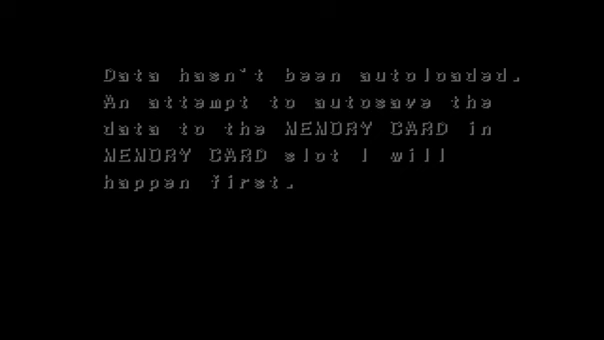 Data hasn't been autoloaded.
An attempt to autosave the
data to the MEMORY CARD in
MEMORY CARD slot 1 will
happen first.